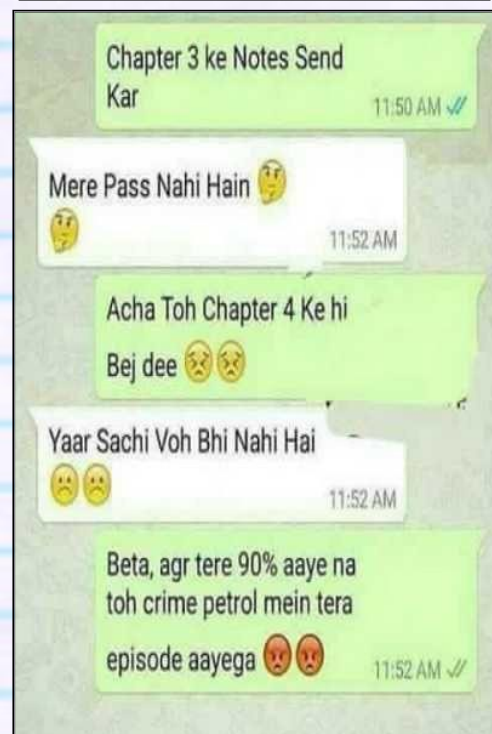 Chapter 3 ke Notes Send
Kar
11:50 AM
Mere Pass Nahi Hain 🤔
🤔
11:52 AM
Acha Toh Chapter 4 Ke hi
Bej dee 😣😣
Yaar Sachi Voh Bhi Nahi Hai
🙁🙁
11:52 AM
Beta, agr tere 90% aaye na
toh crime petrol mein tera
episode aayega 😡😡
11:52 AM